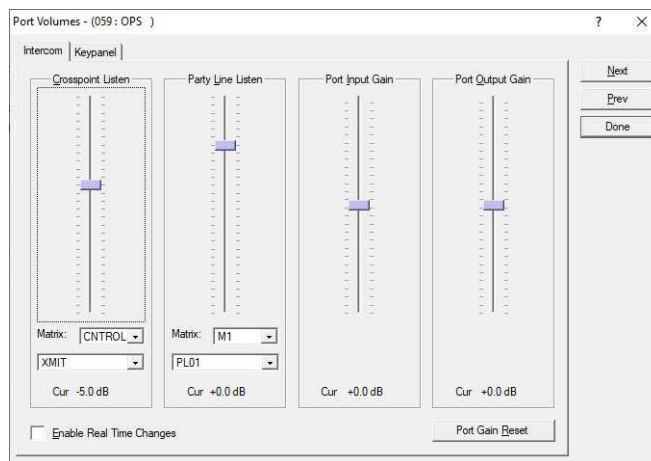 Port Volumes - (059 : OPS )
Intercom Keypanel
Crosspoint Listen Party Line Listen Port Input Gain Port Output Gain
Next
Prev
Done
Matrix: CNTROL Matrix: M1
XMIT PL01
Cur -5.0 dB Cur +0.0 dB Cur +0.0 dB Cur +0.0 dB
Enable Real Time Changes Port Gain Reset